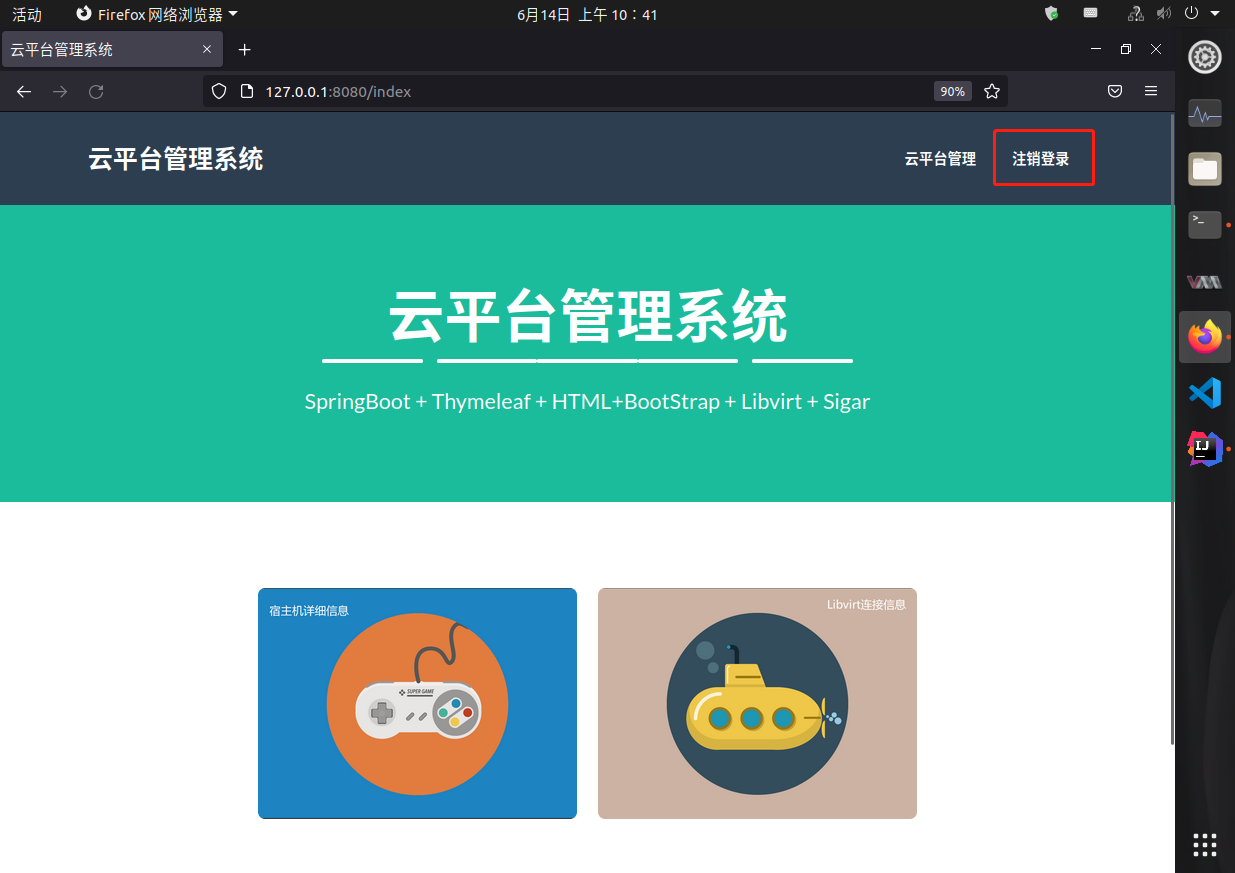 活动
Firefox 网络浏览器
6月14日 上午 10：41
云平台管理系统
127.0.0.1:8080/index
90%
云平台管理系统
云平台管理
注销登录
云平台管理系统
SpringBoot + Thymeleaf + HTML+BootStrap + Libvirt + Sigar
宿主机详细信息
Libvirt连接信息
SUPER GAME
>_
VM
IJ